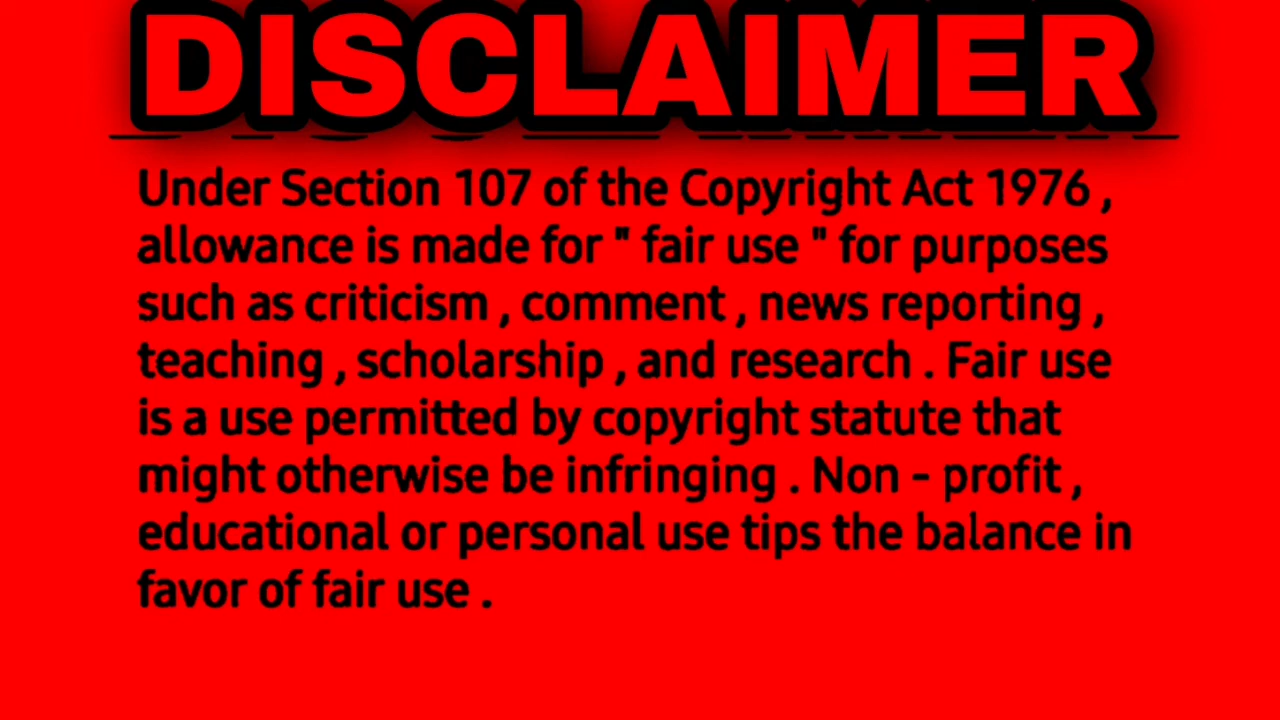 DISCLAIMER
Under Section 107 of the Copyright Act 1976 ,
allowance is made for " fair use " for purposes
such as criticism , comment , news reporting ,
teaching , scholarship , and research . Fair use
is a use permitted by copyright statute that
might otherwise be infringing . Non - profit ,
educational or personal use tips the balance in
favor of fair use .